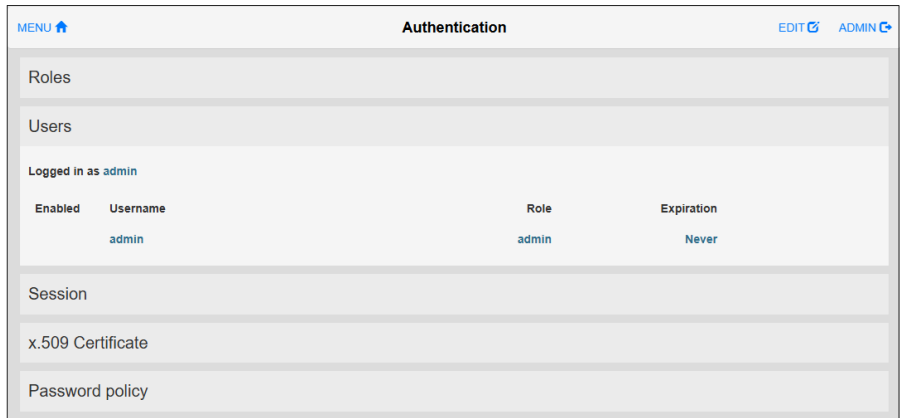 MENU Authentication EDIT ADMIN
Roles
Users
Logged in as admin
Enabled Username Role Expiration
admin admin Never
Session
x.509 Certificate
Password policy